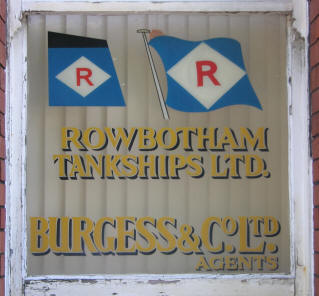 R R
ROWBOTHAM
TANKSHIPS LTD.
BURGESS & Co. LTD.
AGENTS